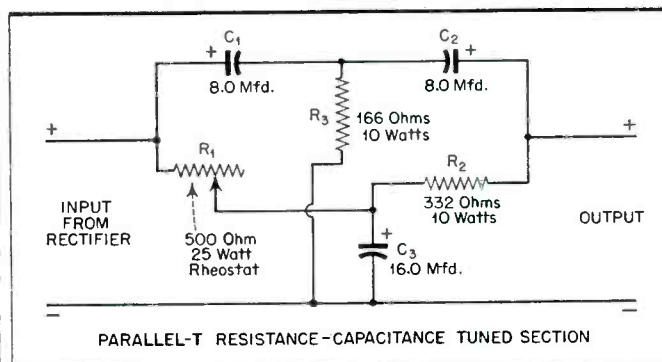 C1
+
8.0 Mfd.
C2
+
8.0 Mfd.
R3
166 Ohms
10 Watts
+
R1
R2
332 Ohms
10 Watts
+
INPUT
FROM
RECTIFIER
500 Ohm
25 Watt
Rheostat
+
C3
16.0 Mfd.
OUTPUT
−
−
PARALLEL-T RESISTANCE-CAPACITANCE TUNED SECTION